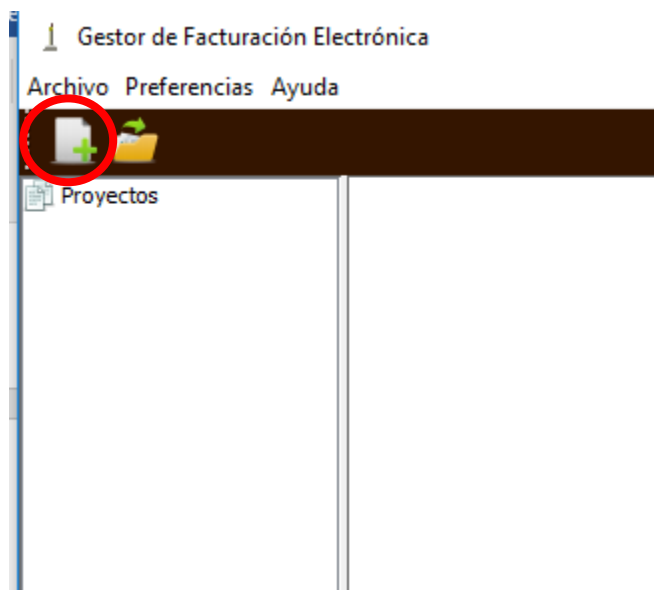 Gestor de Facturación Electrónica
Archivo Preferencias Ayuda
Proyectos